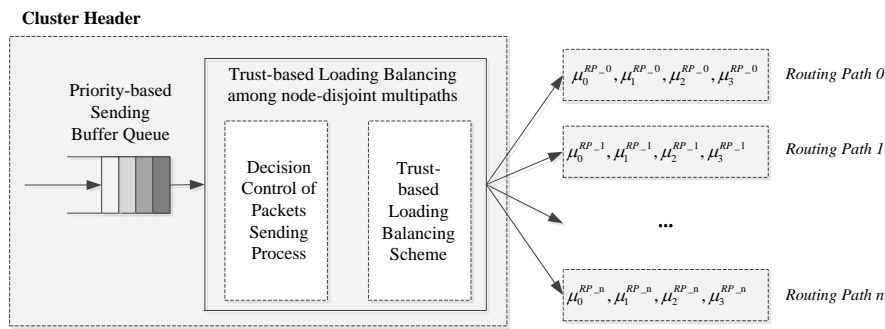 Cluster Header
Priority-based
Sending
Buffer Queue
Trust-based Loading Balancing
among node-disjoint multipaths
Decision
Control of
Packets
Sending
Process
Trust-
based
Loading
Balancing
Scheme
μ₀^{RP_0}, μ₁^{RP_0}, μ₂^{RP_0}, μ₃^{RP_0}
Routing Path 0
μ₀^{RP_1}, μ₁^{RP_1}, μ₂^{RP_1}, μ₃^{RP_1}
Routing Path 1
...
μ₀^{RP_n}, μ₁^{RP_n}, μ₂^{RP_n}, μ₃^{RP_n}
Routing Path n